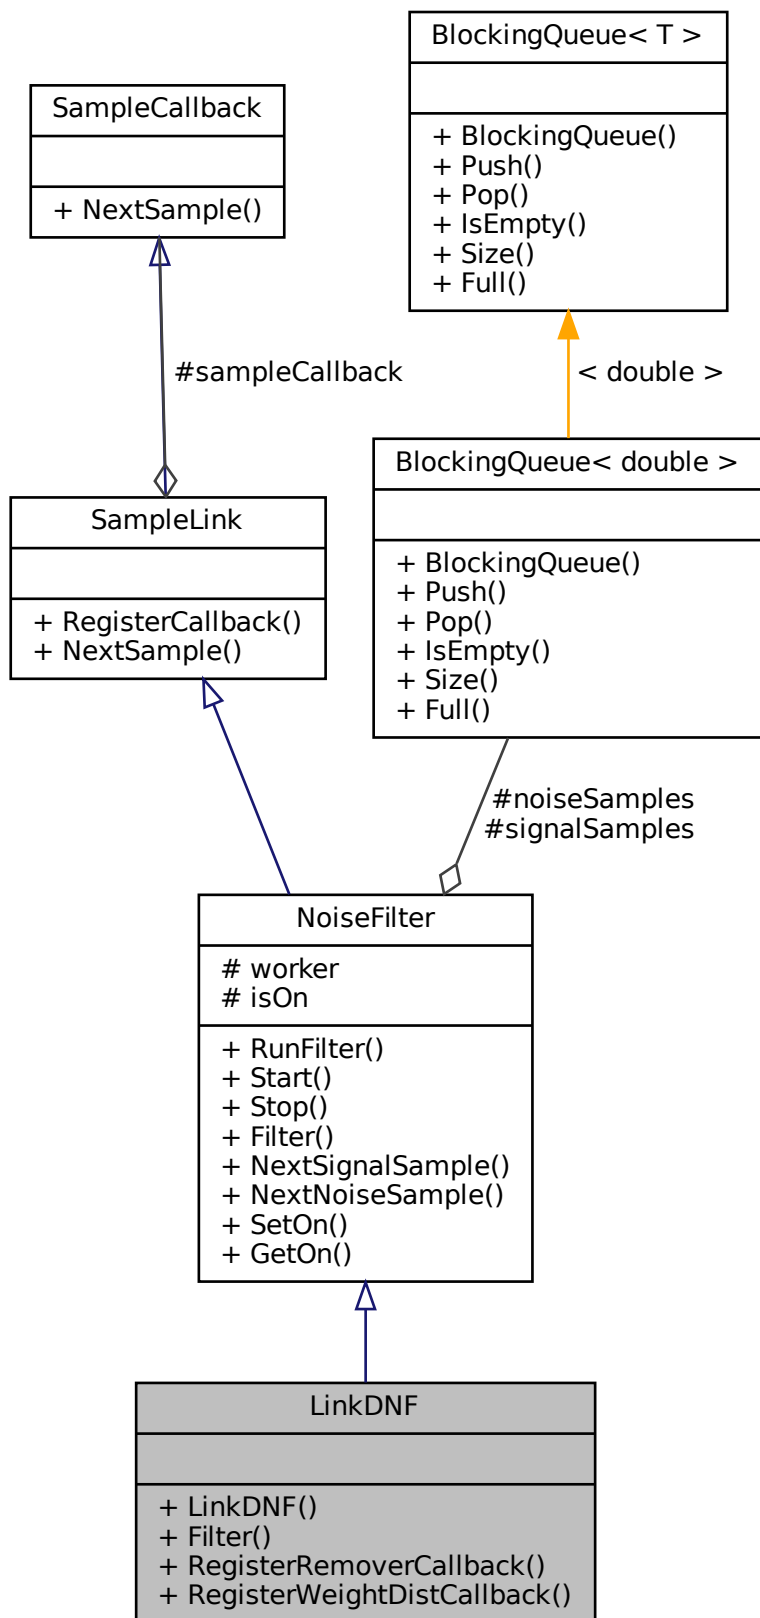 BlockingQueue< T >
+ BlockingQueue()
+ Push()
+ Pop()
+ IsEmpty()
+ Size()
+ Full()
SampleCallback
+ NextSample()
#sampleCallback
< double >
BlockingQueue< double >
+ BlockingQueue()
+ Push()
+ Pop()
+ IsEmpty()
+ Size()
+ Full()
SampleLink
+ RegisterCallback()
+ NextSample()
#noiseSamples
#signalSamples
NoiseFilter
# worker
# isOn
+ RunFilter()
+ Start()
+ Stop()
+ Filter()
+ NextSignalSample()
+ NextNoiseSample()
+ SetOn()
+ GetOn()
LinkDNF
+ LinkDNF()
+ Filter()
+ RegisterRemoverCallback()
+ RegisterWeightDistCallback()